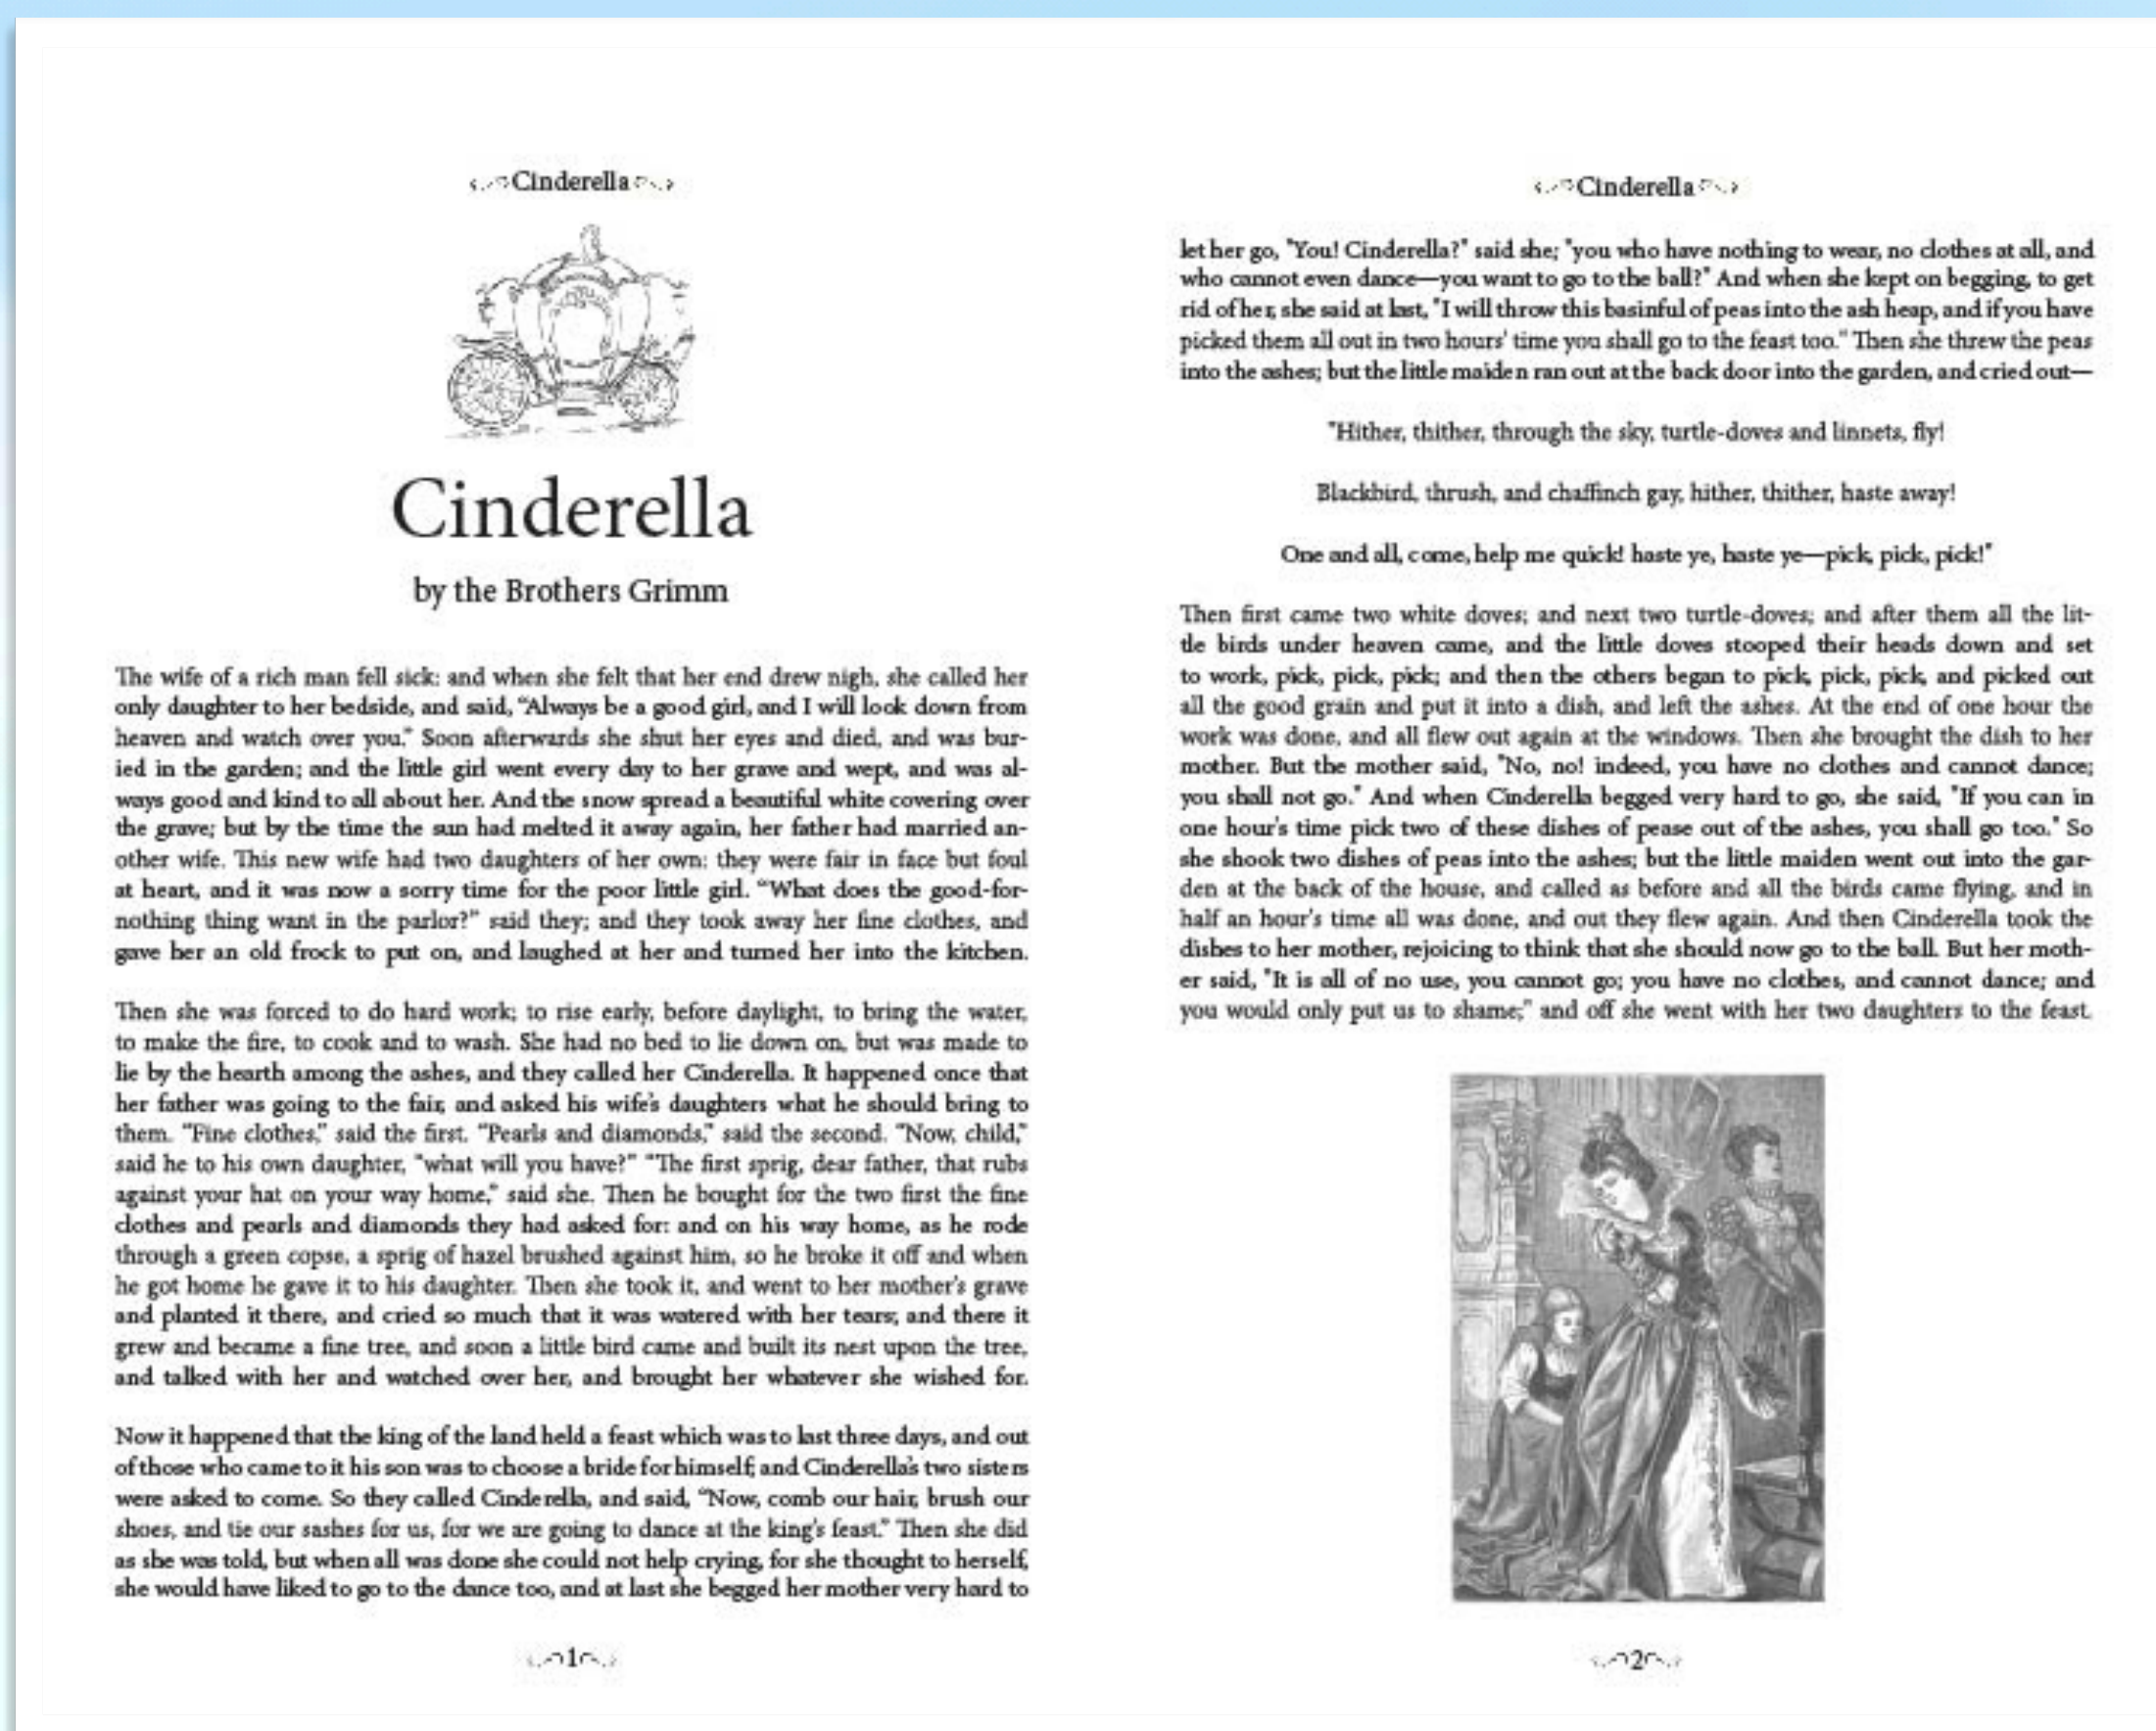 Cinderella
Cinderella
by the Brothers Grimm
The wife of a rich man fell sick: and when she felt that her end drew nigh, she called her
only daughter to her bedside, and said, “Always be a good girl, and I will look down from
heaven and watch over you.” Soon afterwards she shut her eyes and died, and was bur-
ied in the garden; and the little girl went every day to her grave and wept, and was al-
ways good and kind to all about her. And the snow spread a beautiful white covering over
the grave; but by the time the sun had melted it away again, her father had married an-
other wife. This new wife had two daughters of her own: they were fair in face but foul
at heart, and it was now a sorry time for the poor little girl. “What does the good-for-
nothing thing want in the parlor?” said they; and they took away her fine clothes, and
gave her an old frock to put on, and laughed at her and turned her into the kitchen.
Then she was forced to do hard work; to rise early, before daylight, to bring the water,
to make the fire, to cook and to wash. She had no bed to lie down on, but was made to
lie by the hearth among the ashes, and they called her Cinderella. It happened once that
her father was going to the fair, and asked his wife’s daughters what he should bring to
them. “Fine clothes,” said the first. “Pearls and diamonds,” said the second. “Now, child,”
said he to his own daughter, “what will you have?” “The first sprig, dear father, that rubs
against your hat on your way home,” said she. Then he bought for the two first the fine
clothes and pearls and diamonds they had asked for: and on his way home, as he rode
through a green copse, a sprig of hazel brushed against him, so he broke it off and when
he got home he gave it to his daughter. Then she took it, and went to her mother’s grave
and planted it there, and cried so much that it was watered with her tears; and there it
grew and became a fine tree, and soon a little bird came and built its nest upon the tree,
and talked with her and watched over her, and brought her whatever she wished for.
Now it happened that the king of the land held a feast which was to last three days, and out
of those who came to it his son was to choose a bride for himself; and Cinderella’s two sisters
were asked to come. So they called Cinderella, and said, “Now, comb our hair, brush our
shoes, and tie our sashes for us, for we are going to dance at the king’s feast.” Then she did
as she was told, but when all was done she could not help crying, for she thought to herself,
she would have liked to go to the dance too, and at last she begged her mother very hard to
1
Cinderella
let her go, "You! Cinderella?" said she; "you who have nothing to wear, no clothes at all, and
who cannot even dance—you want to go to the ball?" And when she kept on begging, to get
rid of her, she said at last, "I will throw this basinful of peas into the ash heap, and if you have
picked them all out in two hours' time you shall go to the feast too." Then she threw the peas
into the ashes; but the little maiden ran out at the back door into the garden, and cried out—
"Hither, thither, through the sky, turtle-doves and linnets, fly!
Blackbird, thrush, and chaffinch gay, hither, thither, haste away!
One and all, come, help me quick! haste ye, haste ye—pick, pick, pick!"
Then first came two white doves; and next two turtle-doves; and after them all the lit-
tle birds under heaven came, and the little doves stooped their heads down and set
to work, pick, pick, pick; and then the others began to pick, pick, pick, and picked out
all the good grain and put it into a dish, and left the ashes. At the end of one hour the
work was done, and all flew out again at the windows. Then she brought the dish to her
mother. But the mother said, "No, no! indeed, you have no clothes and cannot dance;
you shall not go." And when Cinderella begged very hard to go, she said, "If you can in
one hour's time pick two of these dishes of pease out of the ashes, you shall go too." So
she shook two dishes of peas into the ashes; but the little maiden went out into the gar-
den at the back of the house, and called as before and all the birds came flying, and in
half an hour's time all was done, and out they flew again. And then Cinderella took the
dishes to her mother, rejoicing to think that she should now go to the ball. But her moth-
er said, "It is all of no use, you cannot go; you have no clothes, and cannot dance; and
you would only put us to shame;" and off she went with her two daughters to the feast.
2